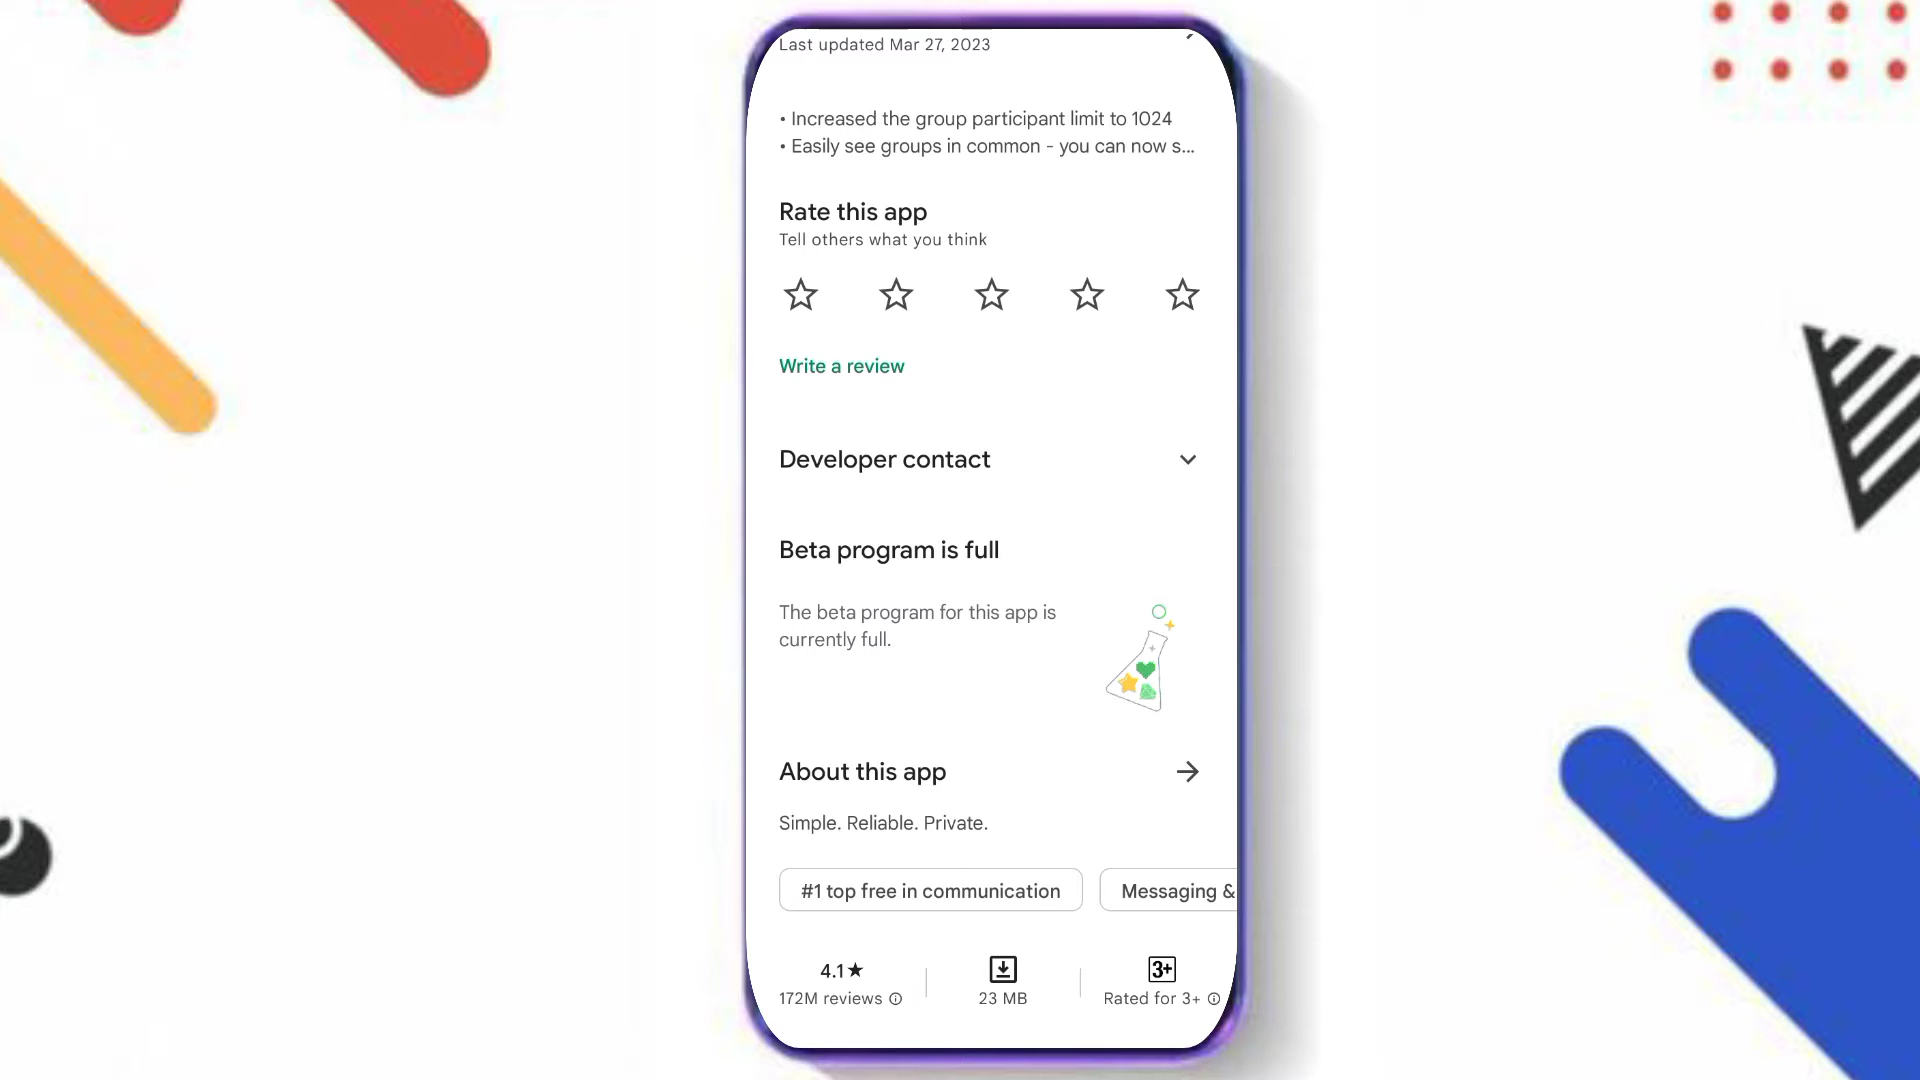 Last updated Mar 27, 2023
• Increased the group participant limit to 1024
• Easily see groups in common - you can now s...
Rate this app
Tell others what you think
Write a review
Developer contact
Beta program is full
The beta program for this app is
currently full.
About this app
Simple. Reliable. Private.
#1 top free in communication
Messaging &
4.1★
3+
172M reviews
23 MB
Rated for 3+